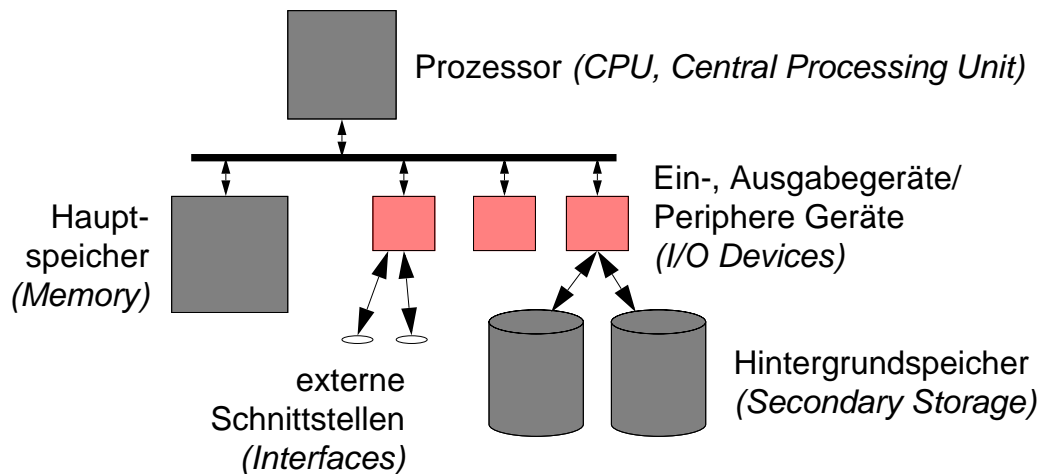 Prozessor (CPU, Central Processing Unit)
Haupt-
speicher
(Memory)
Ein-, Ausgabegeräte/
Periphere Geräte
(I/O Devices)
externe
Schnittstellen
(Interfaces)
Hintergrundspeicher
(Secondary Storage)